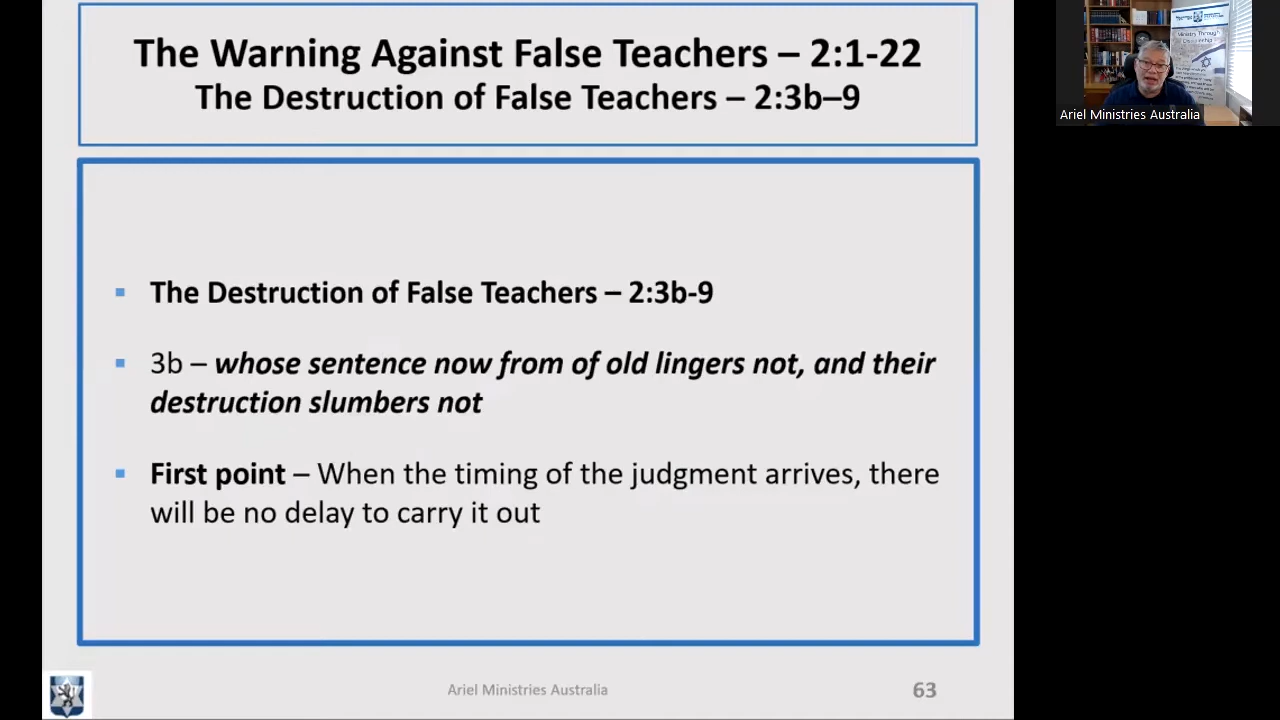 The Warning Against False Teachers – 2:1-22
The Destruction of False Teachers – 2:3b–9
▪ The Destruction of False Teachers – 2:3b-9
▪ 3b – whose sentence now from of old lingers not, and their
destruction slumbers not
▪ First point – When the timing of the judgment arrives, there
will be no delay to carry it out
Ariel Ministries Australia
63
Ministry Through
Discipleship
Ariel Ministries Australia